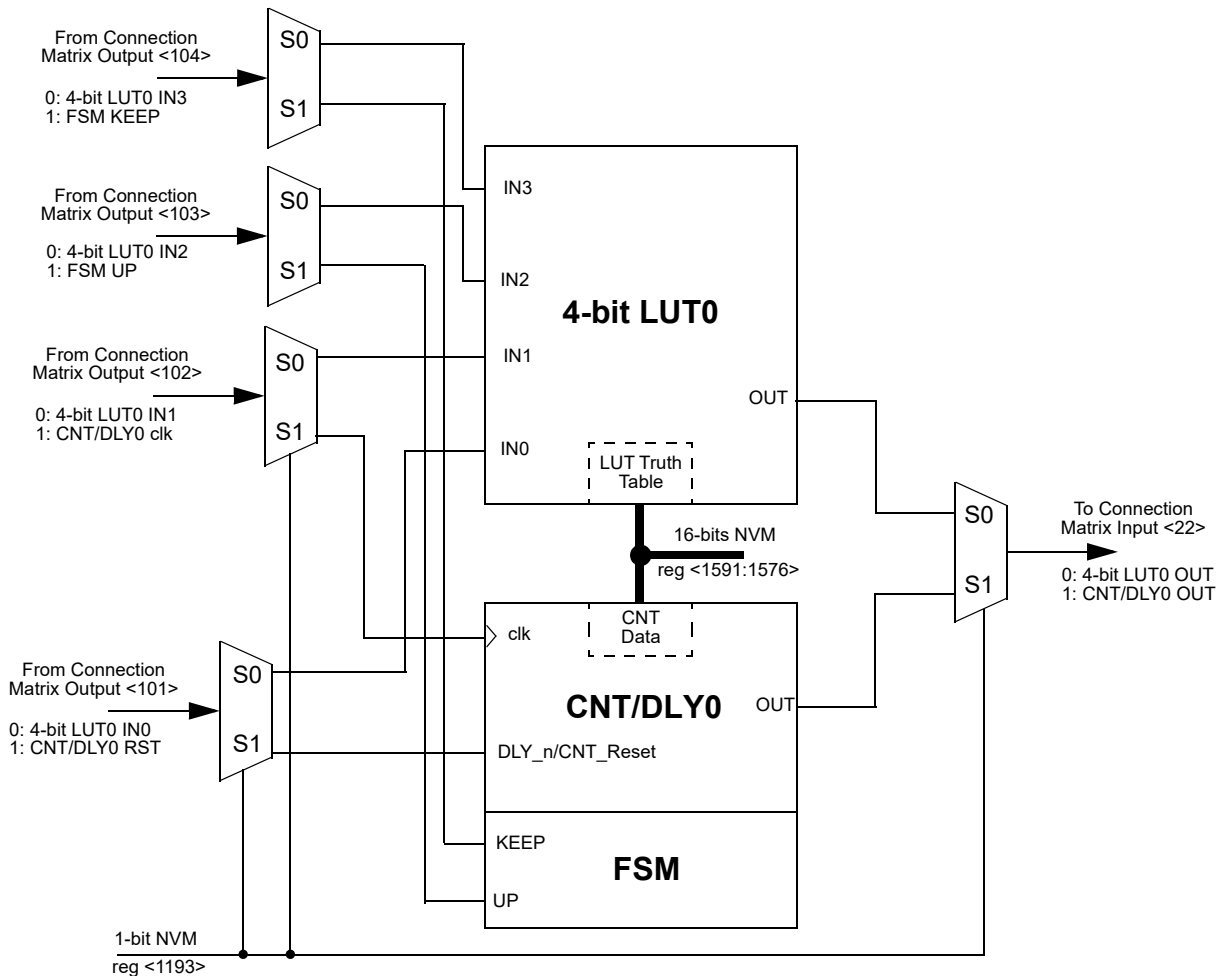 From Connection
Matrix Output <104>
0: 4-bit LUT0 IN3
1: FSM KEEP
S0
S1
From Connection
Matrix Output <103>
0: 4-bit LUT0 IN2
1: FSM UP
S0
S1
From Connection
Matrix Output <102>
0: 4-bit LUT0 IN1
1: CNT/DLY0 clk
S0
S1
From Connection
Matrix Output <101>
0: 4-bit LUT0 IN0
1: CNT/DLY0 RST
S0
S1
IN3
IN2
IN1
IN0
4-bit LUT0
OUT
LUT Truth
Table
16-bits NVM
reg <1591:1576>
CNT
Data
clk
CNT/DLY0
OUT
DLY_n/CNT_Reset
KEEP
UP
FSM
S0
S1
To Connection
Matrix Input <22>
0: 4-bit LUT0 OUT
1: CNT/DLY0 OUT
1-bit NVM
reg <1193>